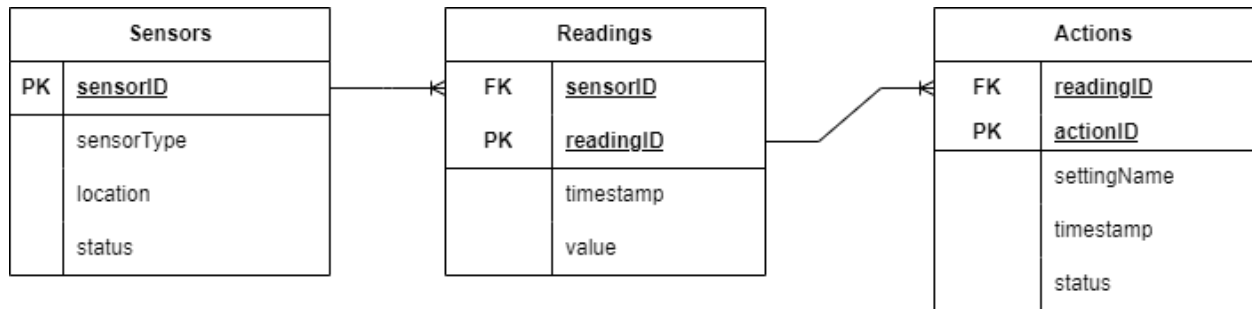 Sensors
PK sensorID
sensorType
location
status
Readings
FK sensorID
PK readingID
timestamp
value
Actions
FK readingID
PK actionID
settingName
timestamp
status